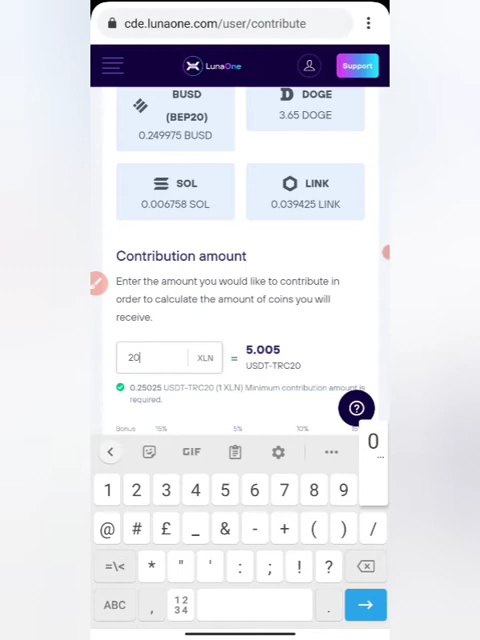 cde.lunaone.com/user/contribute
LunaOne
Support
BUSD
(BEP20)
0.249975 BUSD
DOGE
3.65 DOGE
SOL
0.006758 SOL
LINK
0.039425 LINK
Contribution amount
Enter the amount you would like to contribute in
order to calculate the amount of coins you will
receive.
20
XLN
=
5.005
USDT-TRC20
0.25025 USDT-TRC20 (1 XLN) Minimum contribution amount is
required.
Bonus
15%
5%
10%
GIF
0
...
1 2 3 4 5 6 7 8 9
@ # £ _ & - + ( ) /
=\< * " ' : ; ! ?
ABC , 12 34 .